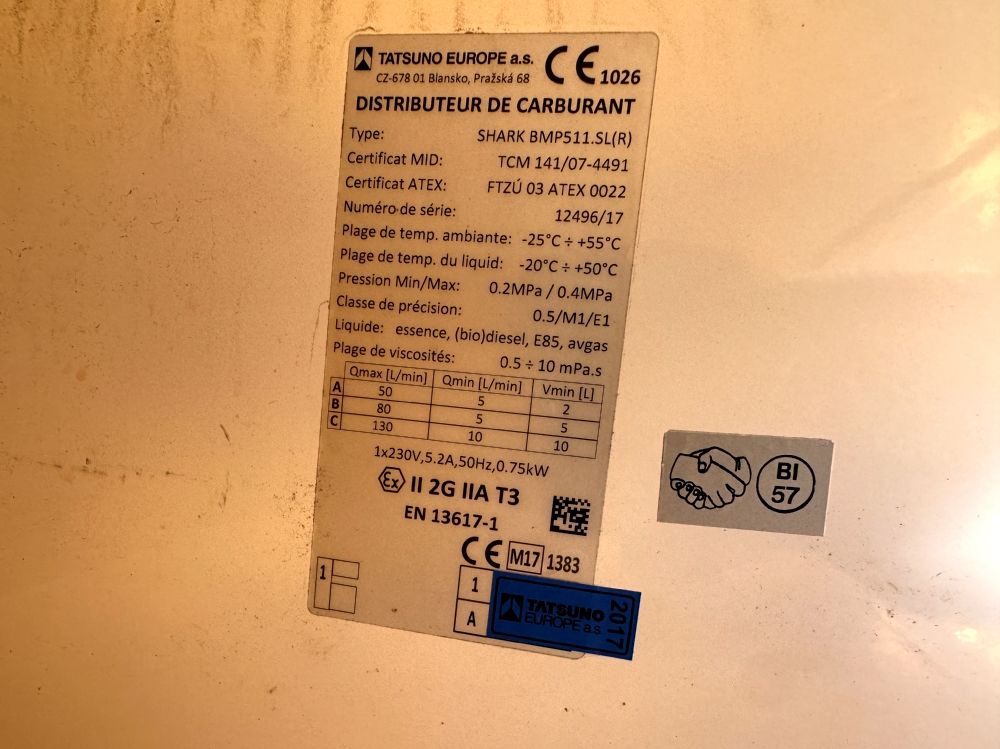 TATSUNO EUROPE a.s.
CZ-678 01 Blansko, Pražská 68
CE 1026
DISTRIBUTEUR DE CARBURANT
Type: SHARK BMP511.SL(R)
Certificat MID: TCM 141/07-4491
Certificat ATEX: FTZÚ 03 ATEX 0022
Numéro de série: 12496/17
Plage de temp. ambiante: -25°C ÷ +55°C
Plage de temp. du liquid: -20°C ÷ +50°C
Pression Min/Max: 0.2MPa / 0.4MPa
Classe de précision: 0.5/M1/E1
Liquide: essence, (bio)diesel, E85, avgas
Plage de viscosités: 0.5 ÷ 10 mPa.s
Qmax [L/min] Qmin [L/min] Vmin [L]
A 50 5 2
B 80 5 5
C 130 10 10
1x230V,5.2A,50Hz,0.75kW
Ex II 2G IIA T3
EN 13617-1
CE M17 1383
1
1
A
TATSUNO
EUROPE a.s.
2017
BI
57